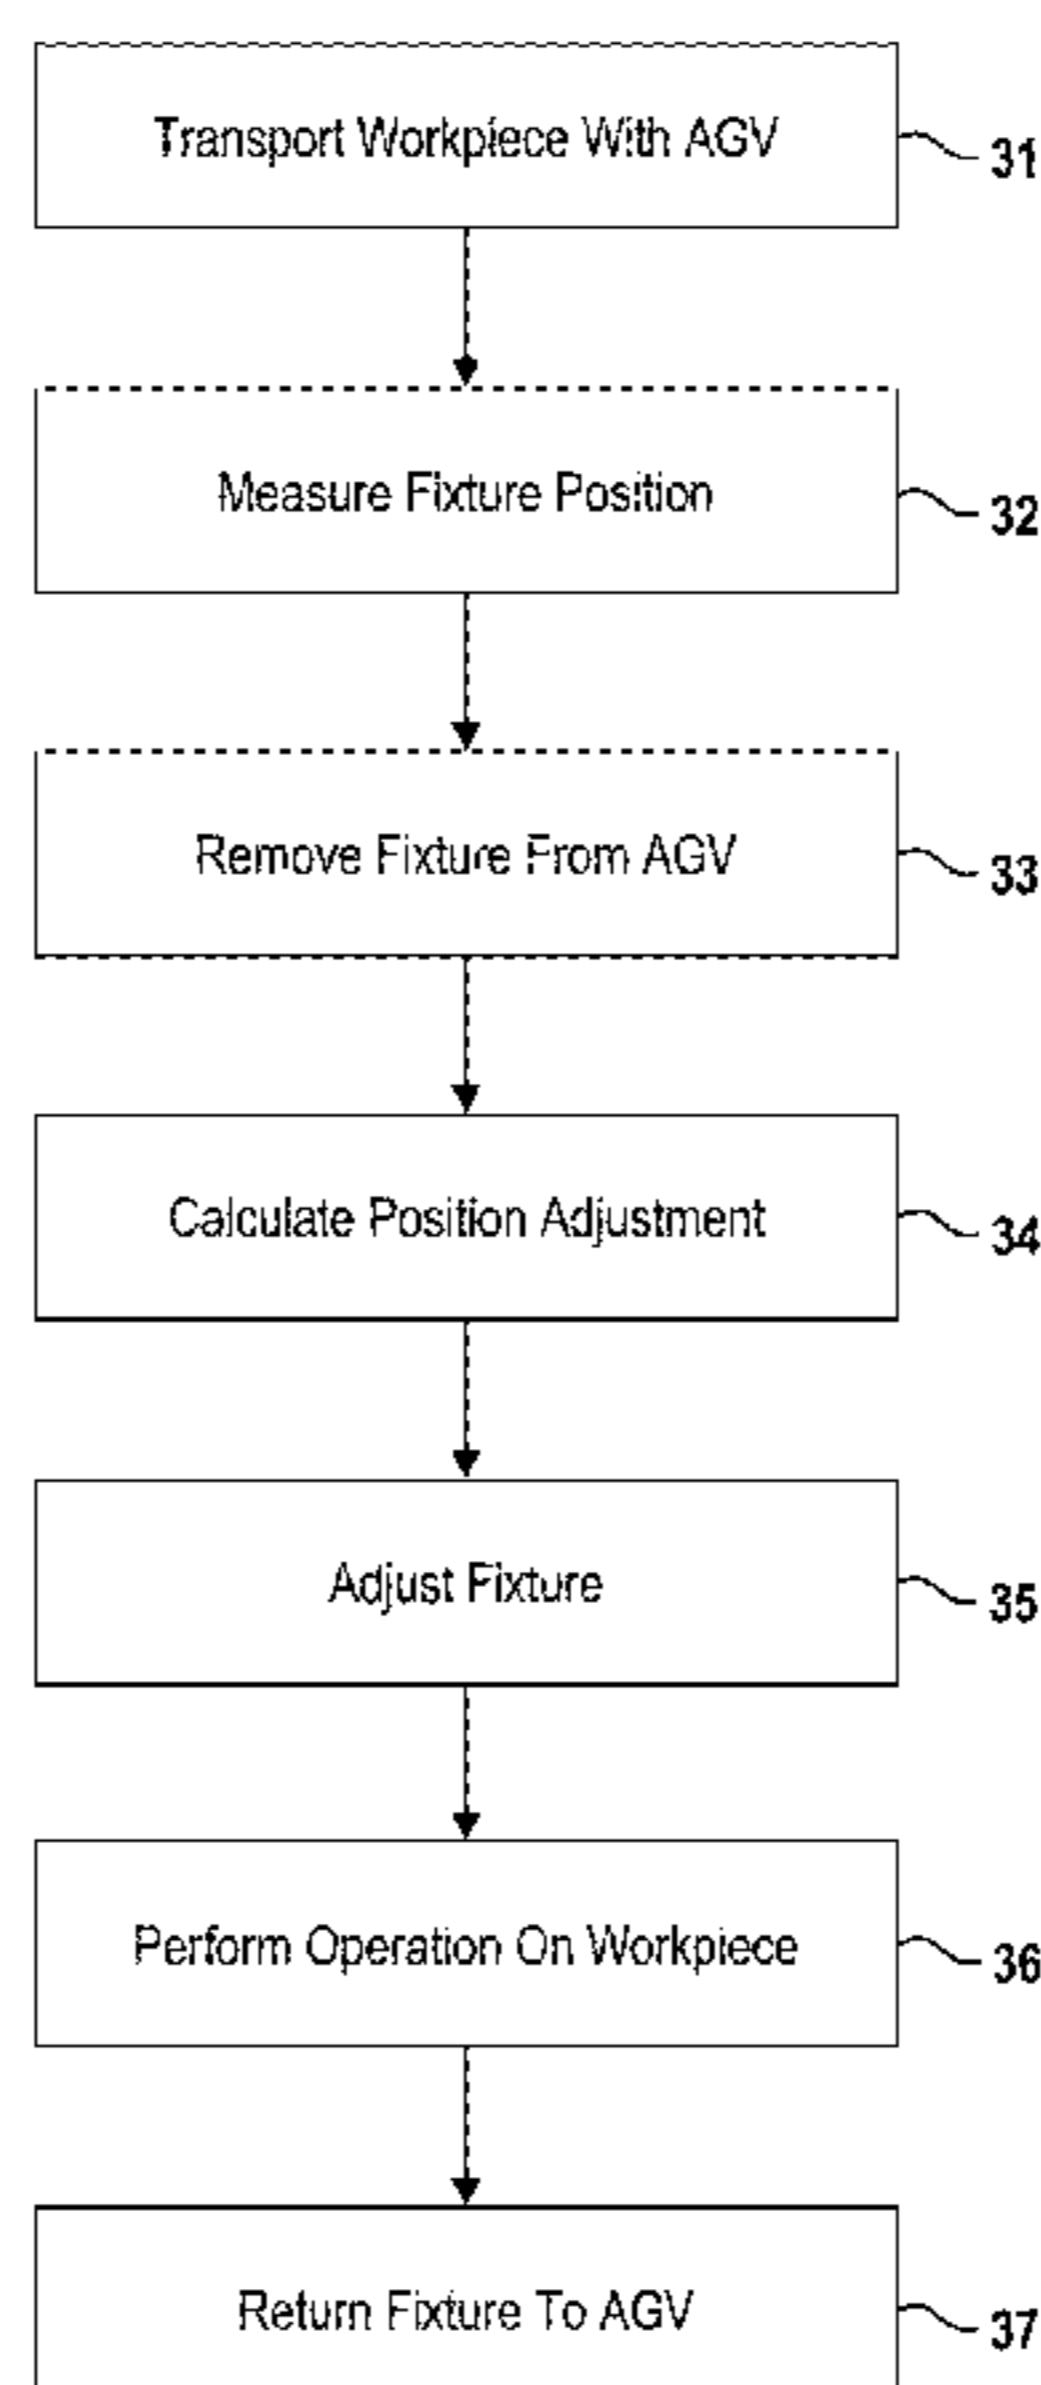 Transport Workpiece With AGV
31
Measure Fixture Position
32
Remove Fixture From AGV
33
Calculate Position Adjustment
34
Adjust Fixture
35
Perform Operation On Workpiece
36
Return Fixture To AGV
37